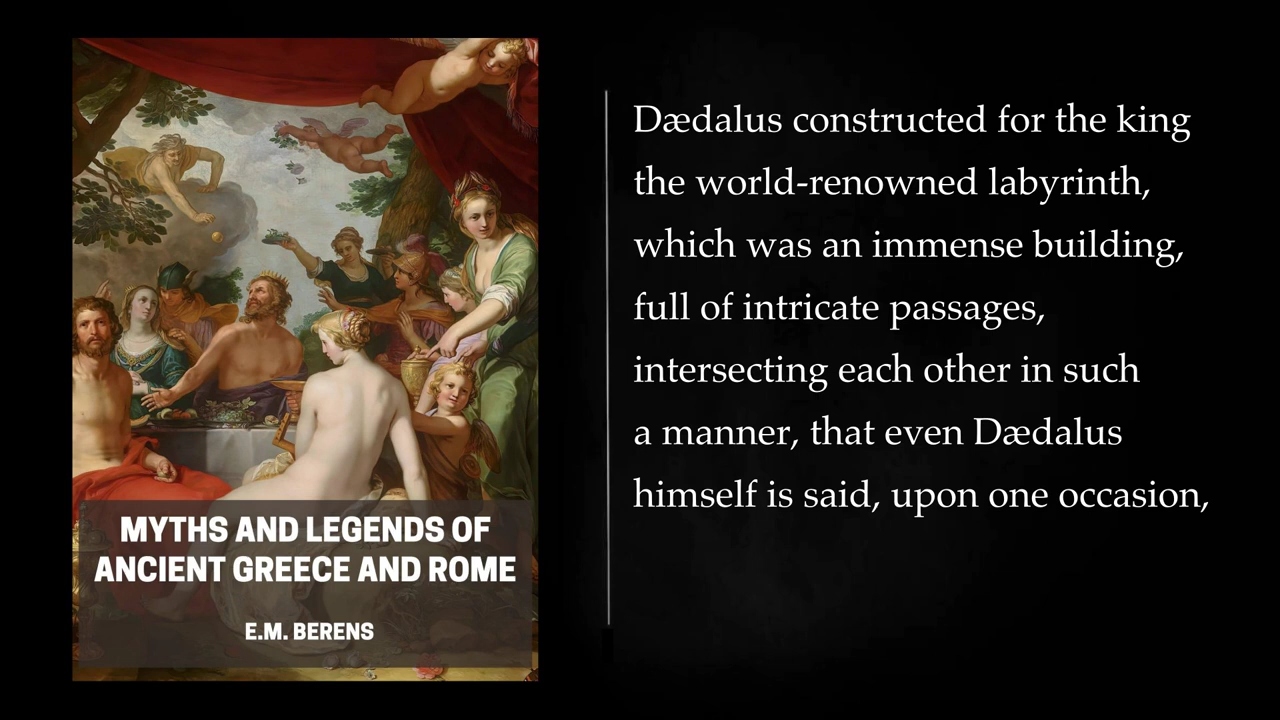 MYTHS AND LEGENDS OF
ANCIENT GREECE AND ROME
E.M. BERENS
Dædalus constructed for the king
the world-renowned labyrinth,
which was an immense building,
full of intricate passages,
intersecting each other in such
a manner, that even Dædalus
himself is said, upon one occasion,